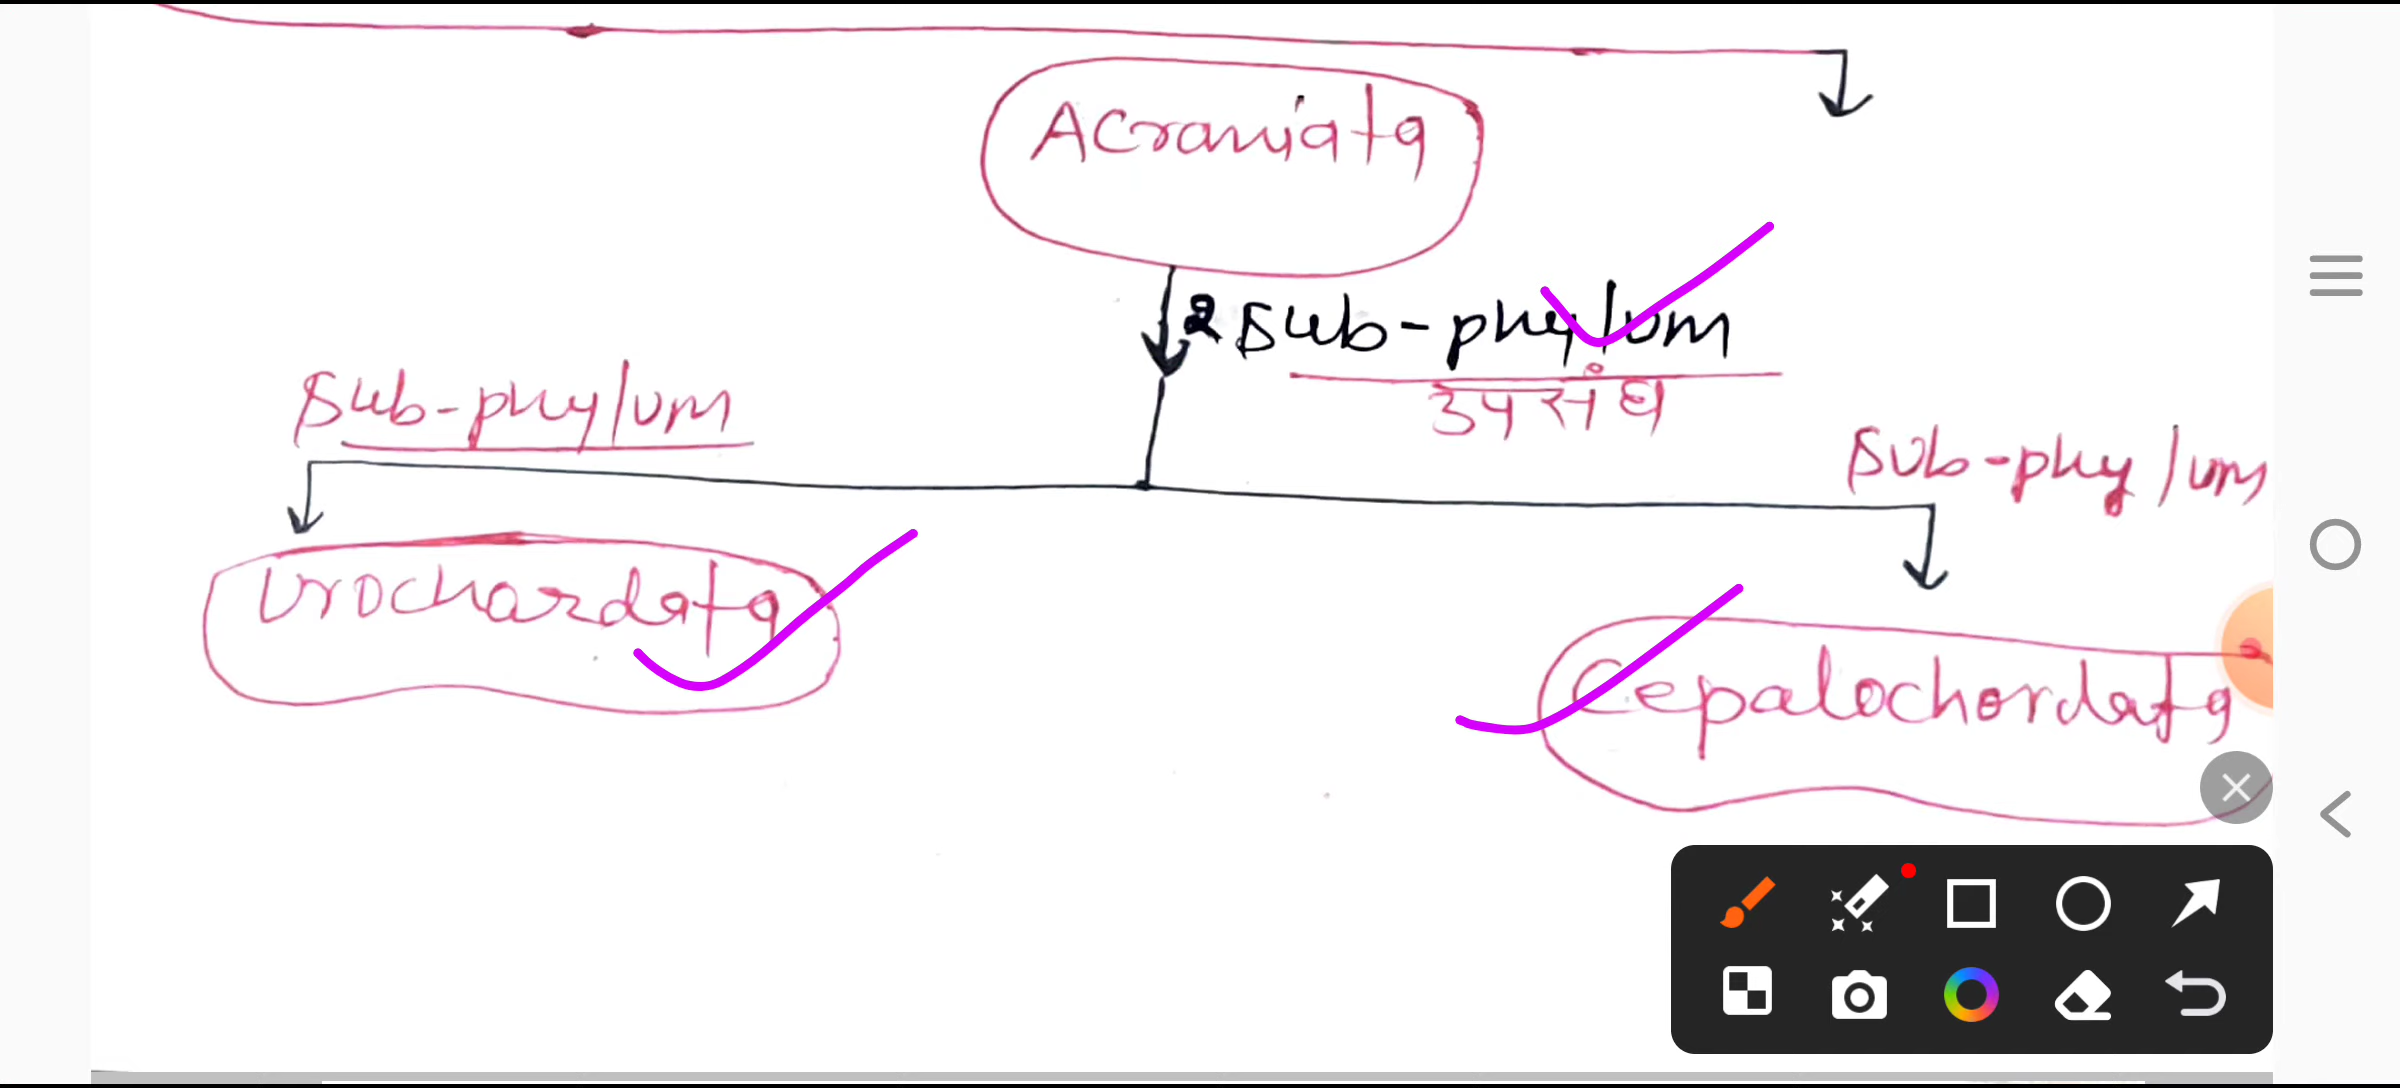 Acraniata
2 Sub-phylum
उपसंघ
Sub-phylum
Sub-phylum
Urochardata
Cepalochordata